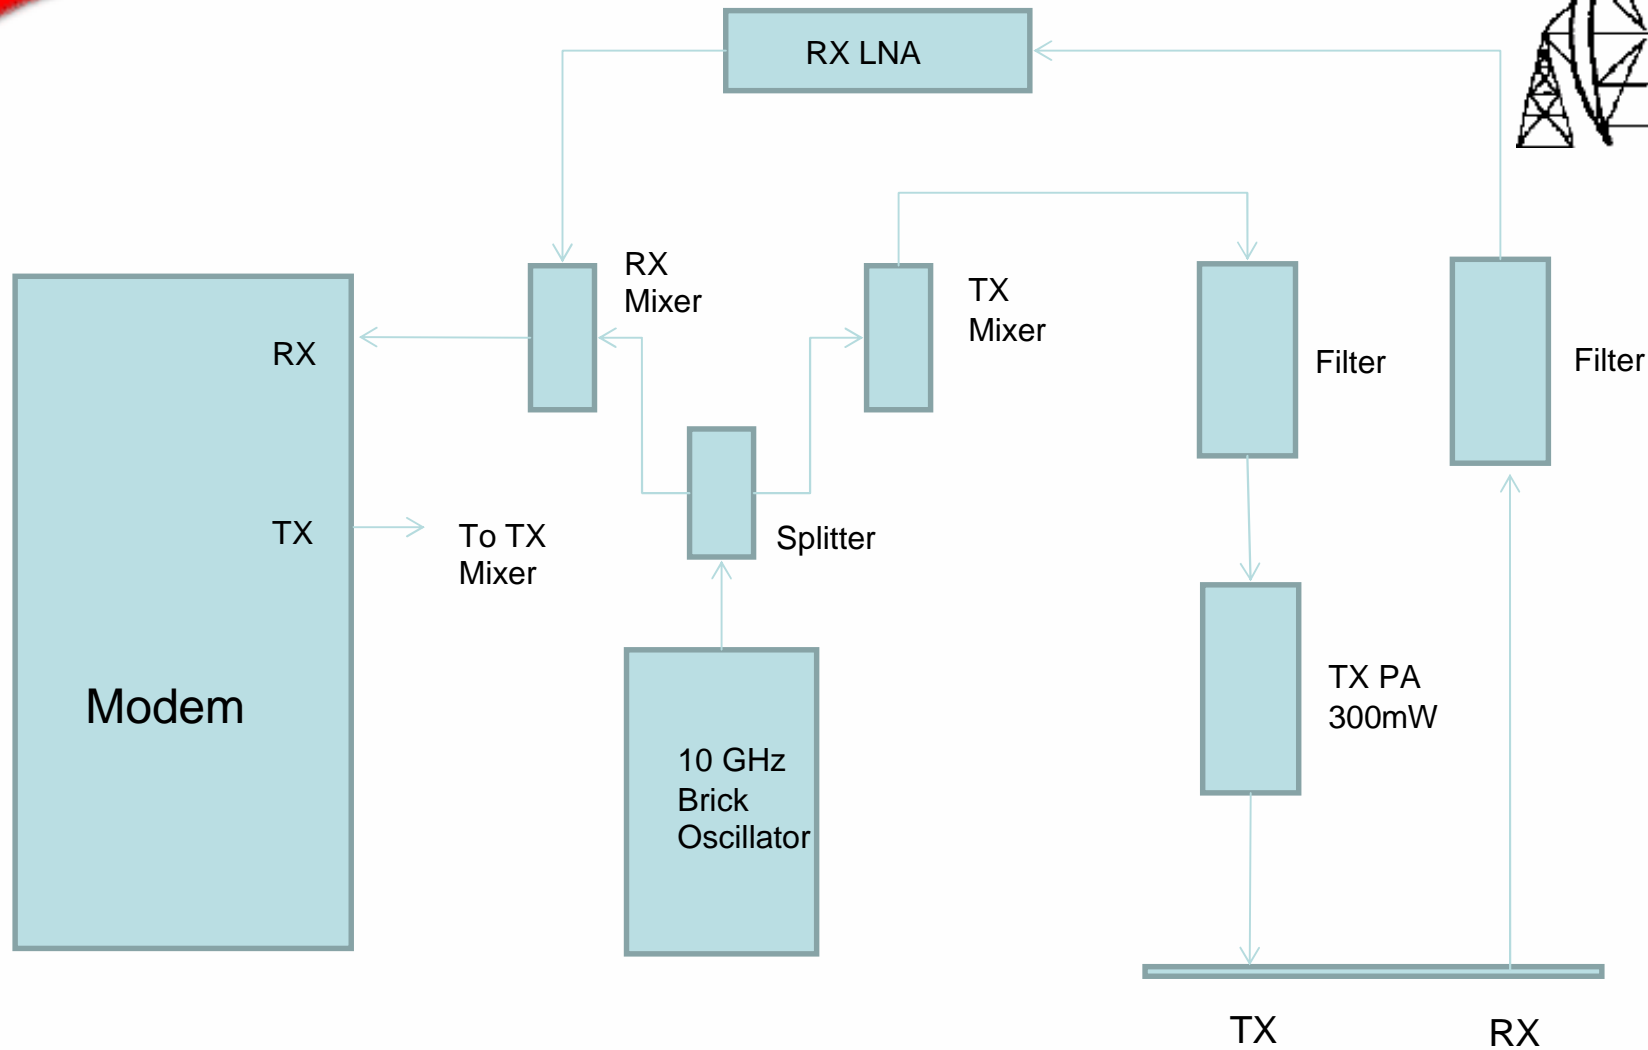 RX LNA
RX
Mixer
TX
Mixer
RX
Filter
Filter
TX
To TX
Mixer
Splitter
Modem
10 GHz
Brick
Oscillator
TX PA
300mW
TX
RX